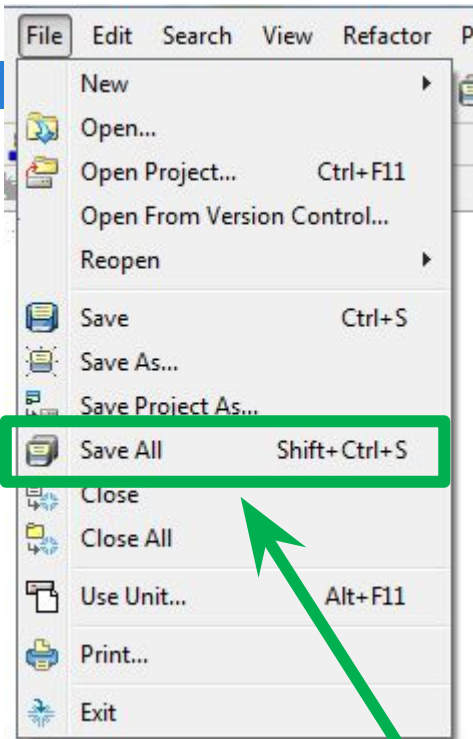 File Edit Search View Refactor P
New
Open...
Open Project... Ctrl+F11
Open From Version Control...
Reopen
Save Ctrl+S
Save As...
Save Project As...
Save All Shift+Ctrl+S
Close
Close All
Use Unit... Alt+F11
Print...
Exit